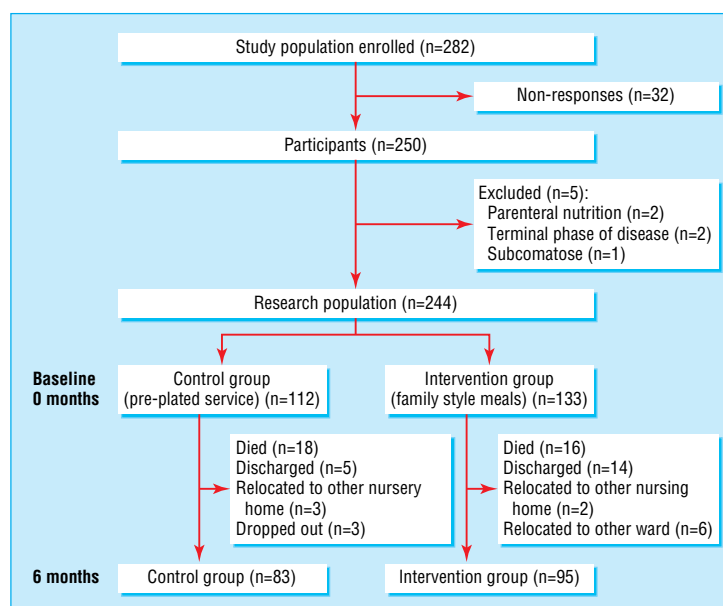 Study population enrolled (n=282)
Non-responses (n=32)
Participants (n=250)
Excluded (n=5):
Parenteral nutrition (n=2)
Terminal phase of disease (n=2)
Subcomatose (n=1)
Research population (n=244)
Baseline
0 months
Control group
(pre-plated service) (n=112)
Intervention group
(family style meals) (n=133)
Died (n=18)
Discharged (n=5)
Relocated to other nursery
home (n=3)
Dropped out (n=3)
Died (n=16)
Discharged (n=14)
Relocated to other nursing
home (n=2)
Relocated to other ward (n=6)
6 months
Control group (n=83)
Intervention group (n=95)